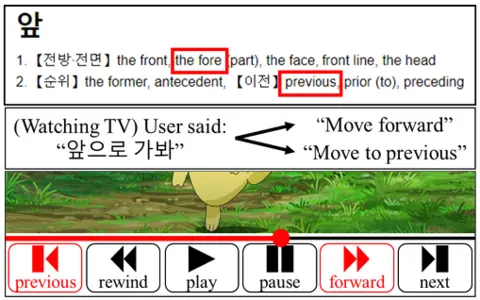 앞
1. 【전방·전면】 the front, the fore (part), the face, front line, the head
2. 【순위】 the former, antecedent, 【이전】 previous, prior (to), preceding
(Watching TV) User said:
“앞으로 가봐”
“Move forward”
“Move to previous”
previous
rewind
play
pause
forward
next